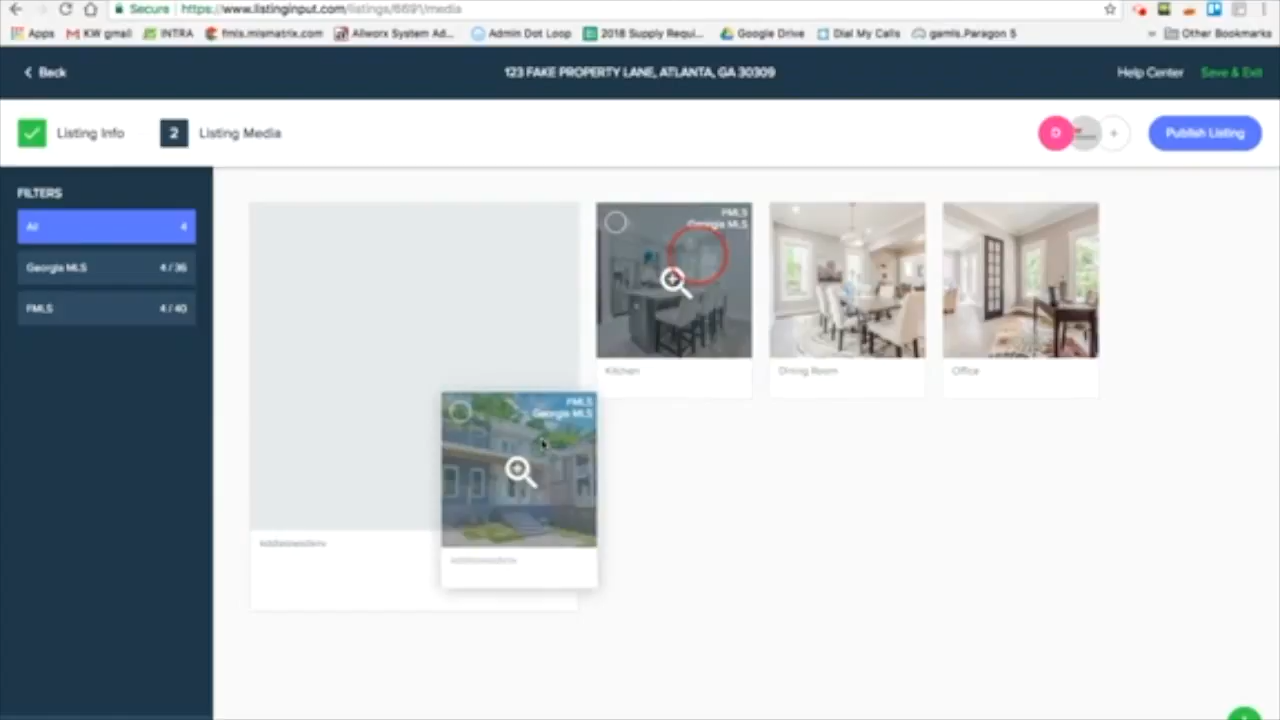 Secure
https://www.listinginput.com/listings/6691/media
Apps
KW gmail
INTRA
fmls.mlsmatrix.com
Allworx System Ad...
Admin Dot Loop
2018 Supply Requi...
Google Drive
Dial My Calls
gamls.Paragon 5
Other Bookmarks
Back
123 FAKE PROPERTY LANE, ATLANTA, GA 30309
Help Center
Save & Exit
Listing Info
2
Listing Media
D
+
Publish Listing
FILTERS
All 4
Georgia MLS 4 / 36
FMLS 4 / 40
FMLS
Georgia MLS
Kitchen
Dining Room
Office
FMLS
Georgia MLS